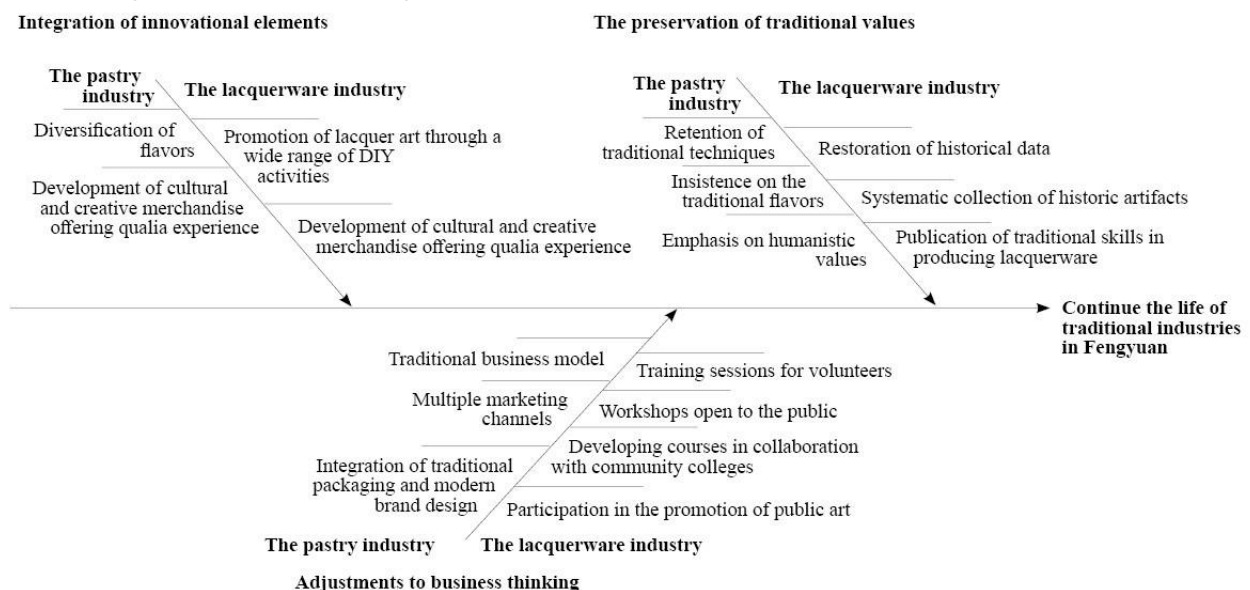 Integration of innovational elements
The preservation of traditional values
The pastry
industry
The lacquerware industry
Diversification of
flavors
Promotion of lacquer art through a
wide range of DIY
activities
Development of cultural
and creative merchandise
offering qualia experience
Development of cultural and creative
merchandise offering qualia experience
The pastry
industry
The lacquerware industry
Retention of
traditional techniques
Restoration of historical data
Insistence on the
traditional flavors
Systematic collection of historic artifacts
Emphasis on humanistic
values
Publication of traditional skills in
producing lacquerware
Continue the life of
traditional industries
in Fengyuan
Traditional business model
Training sessions for volunteers
Multiple marketing
channels
Workshops open to the public
Developing courses in collaboration
with community colleges
Integration of traditional
packaging and modern
brand design
Participation in the promotion of public art
The pastry industry
The lacquerware industry
Adjustments to business thinking